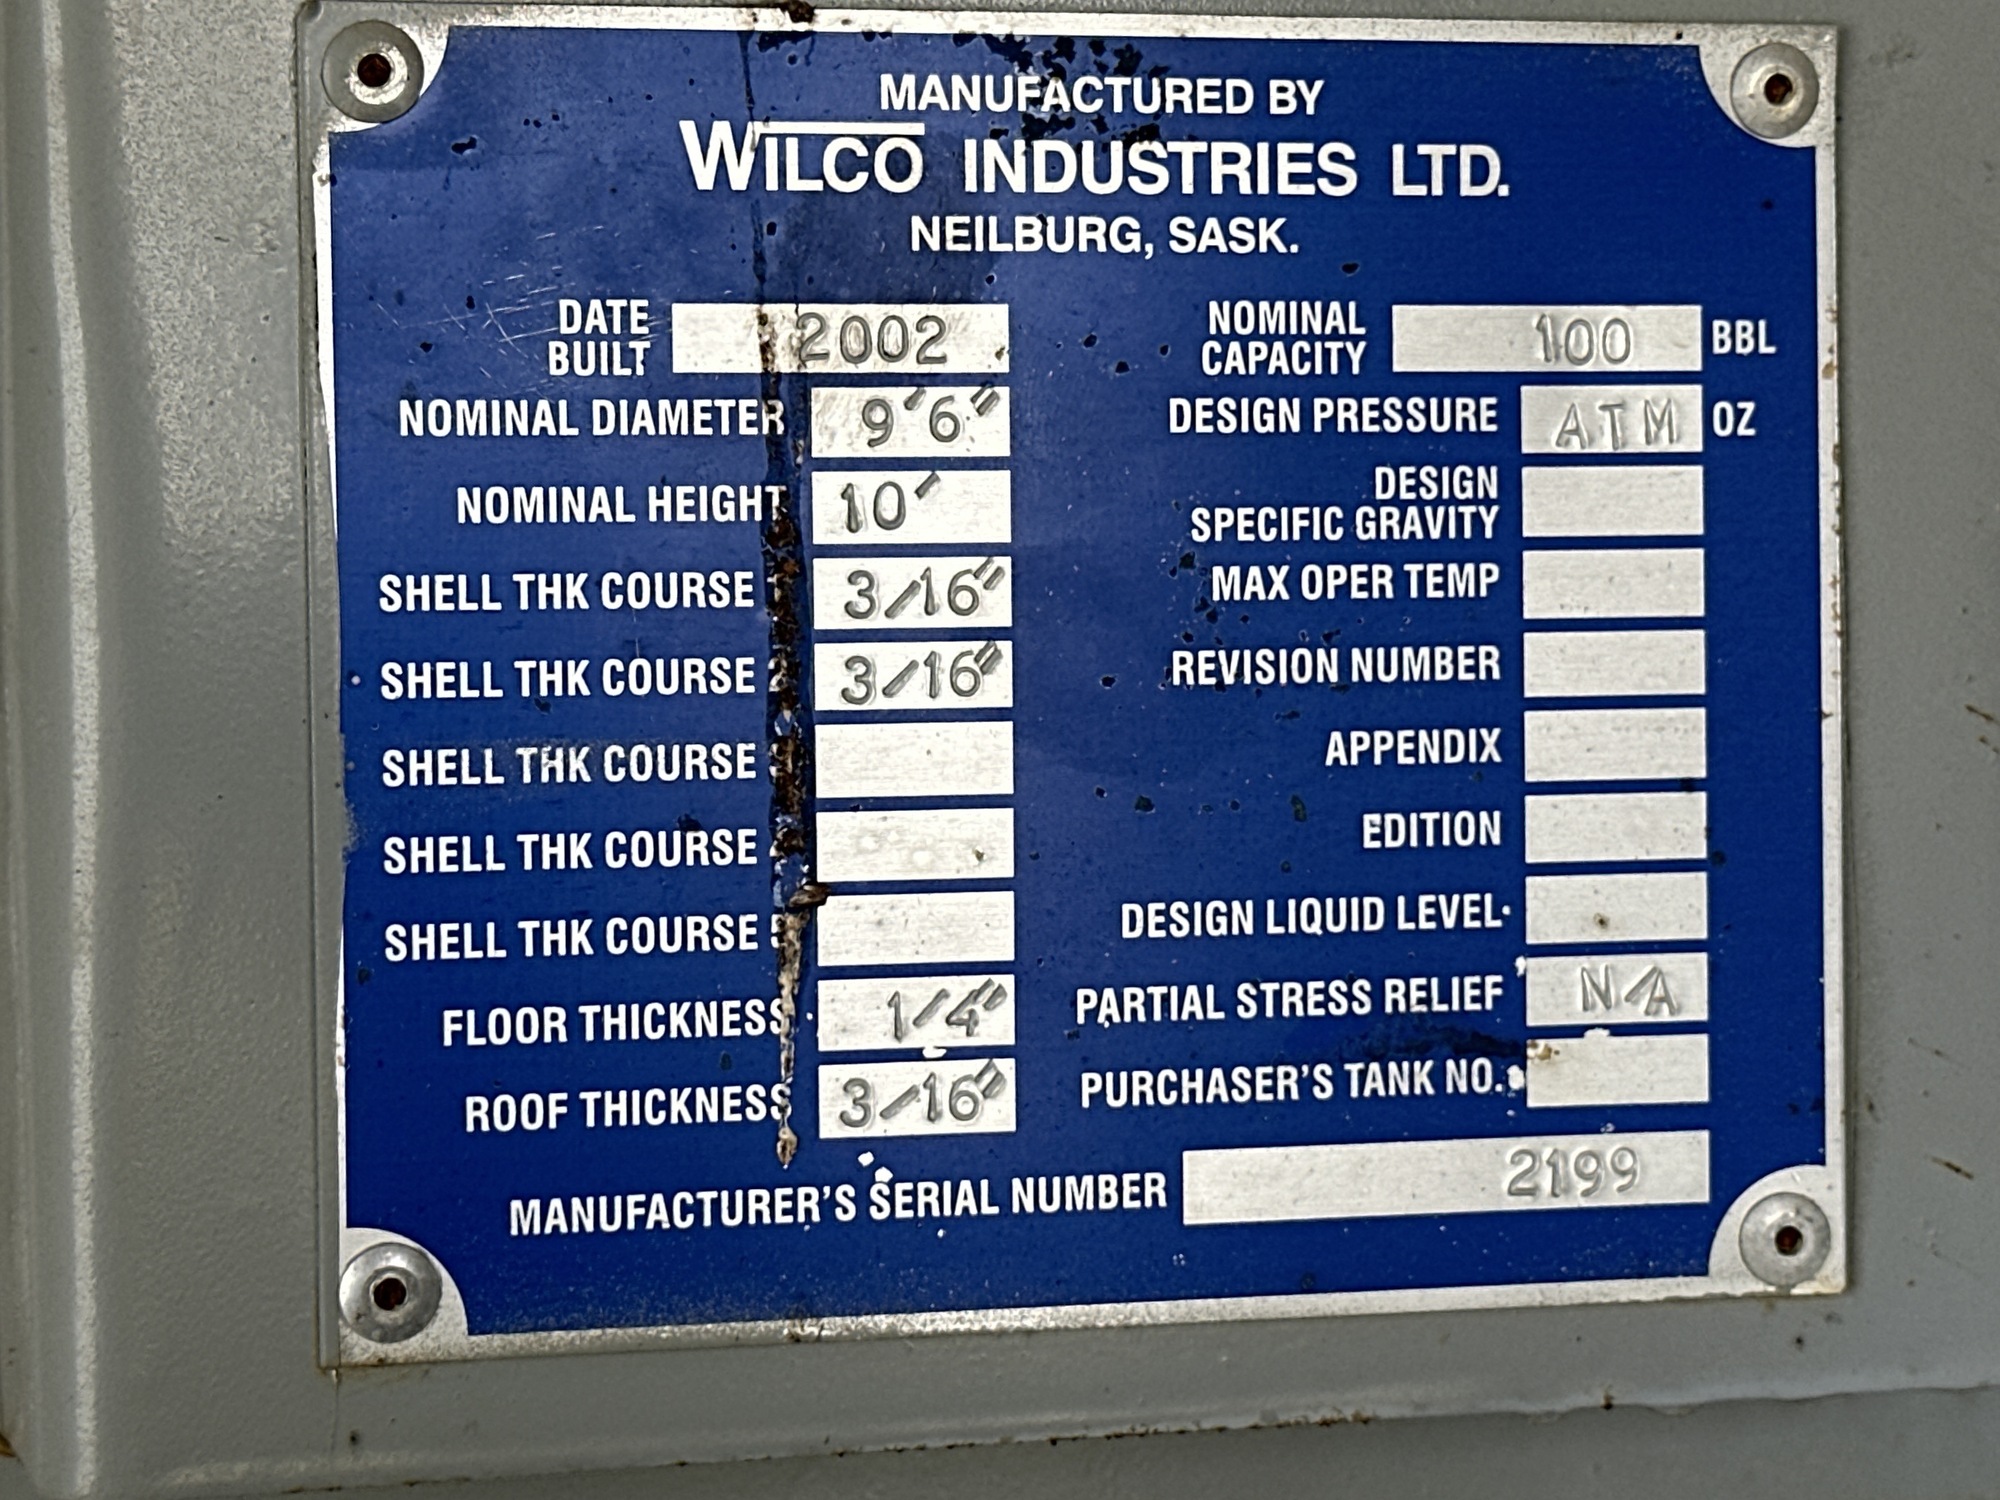 MANUFACTURED BY
WILCO INDUSTRIES LTD.
NEILBURG, SASK.
DATE BUILT 2002
NOMINAL DIAMETER 9'6"
NOMINAL HEIGHT 10'
SHELL THK COURSE 3/16"
SHELL THK COURSE 2 3/16"
SHELL THK COURSE
SHELL THK COURSE
SHELL THK COURSE
FLOOR THICKNESS 1/4"
ROOF THICKNESS 3/16"
NOMINAL CAPACITY 100 BBL
DESIGN PRESSURE ATM OZ
DESIGN SPECIFIC GRAVITY
MAX OPER TEMP
REVISION NUMBER
APPENDIX
EDITION
DESIGN LIQUID LEVEL
PARTIAL STRESS RELIEF N/A
PURCHASER'S TANK NO.
MANUFACTURER'S SERIAL NUMBER 2199